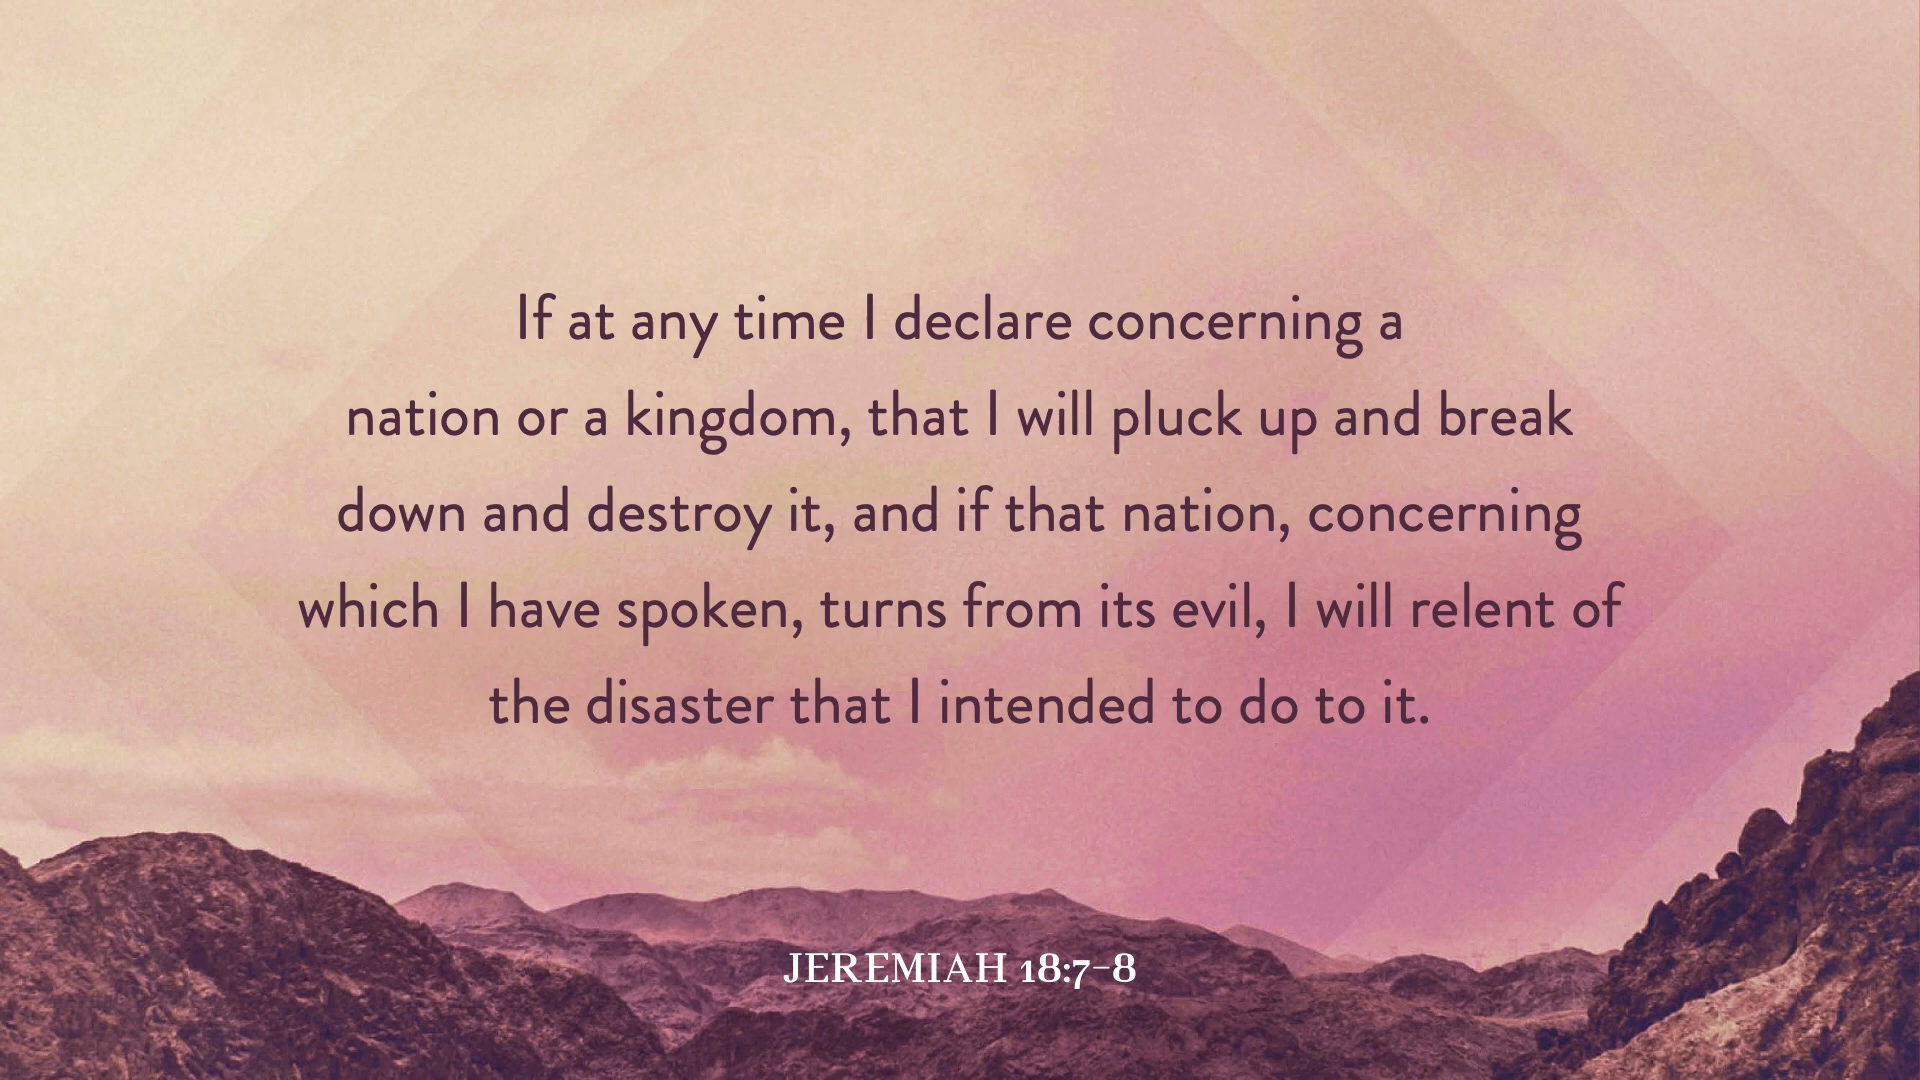 If at any time I declare concerning a
nation or a kingdom, that I will pluck up and break
down and destroy it, and if that nation, concerning
which I have spoken, turns from its evil, I will relent of
the disaster that I intended to do to it.
JEREMIAH 18:7–8